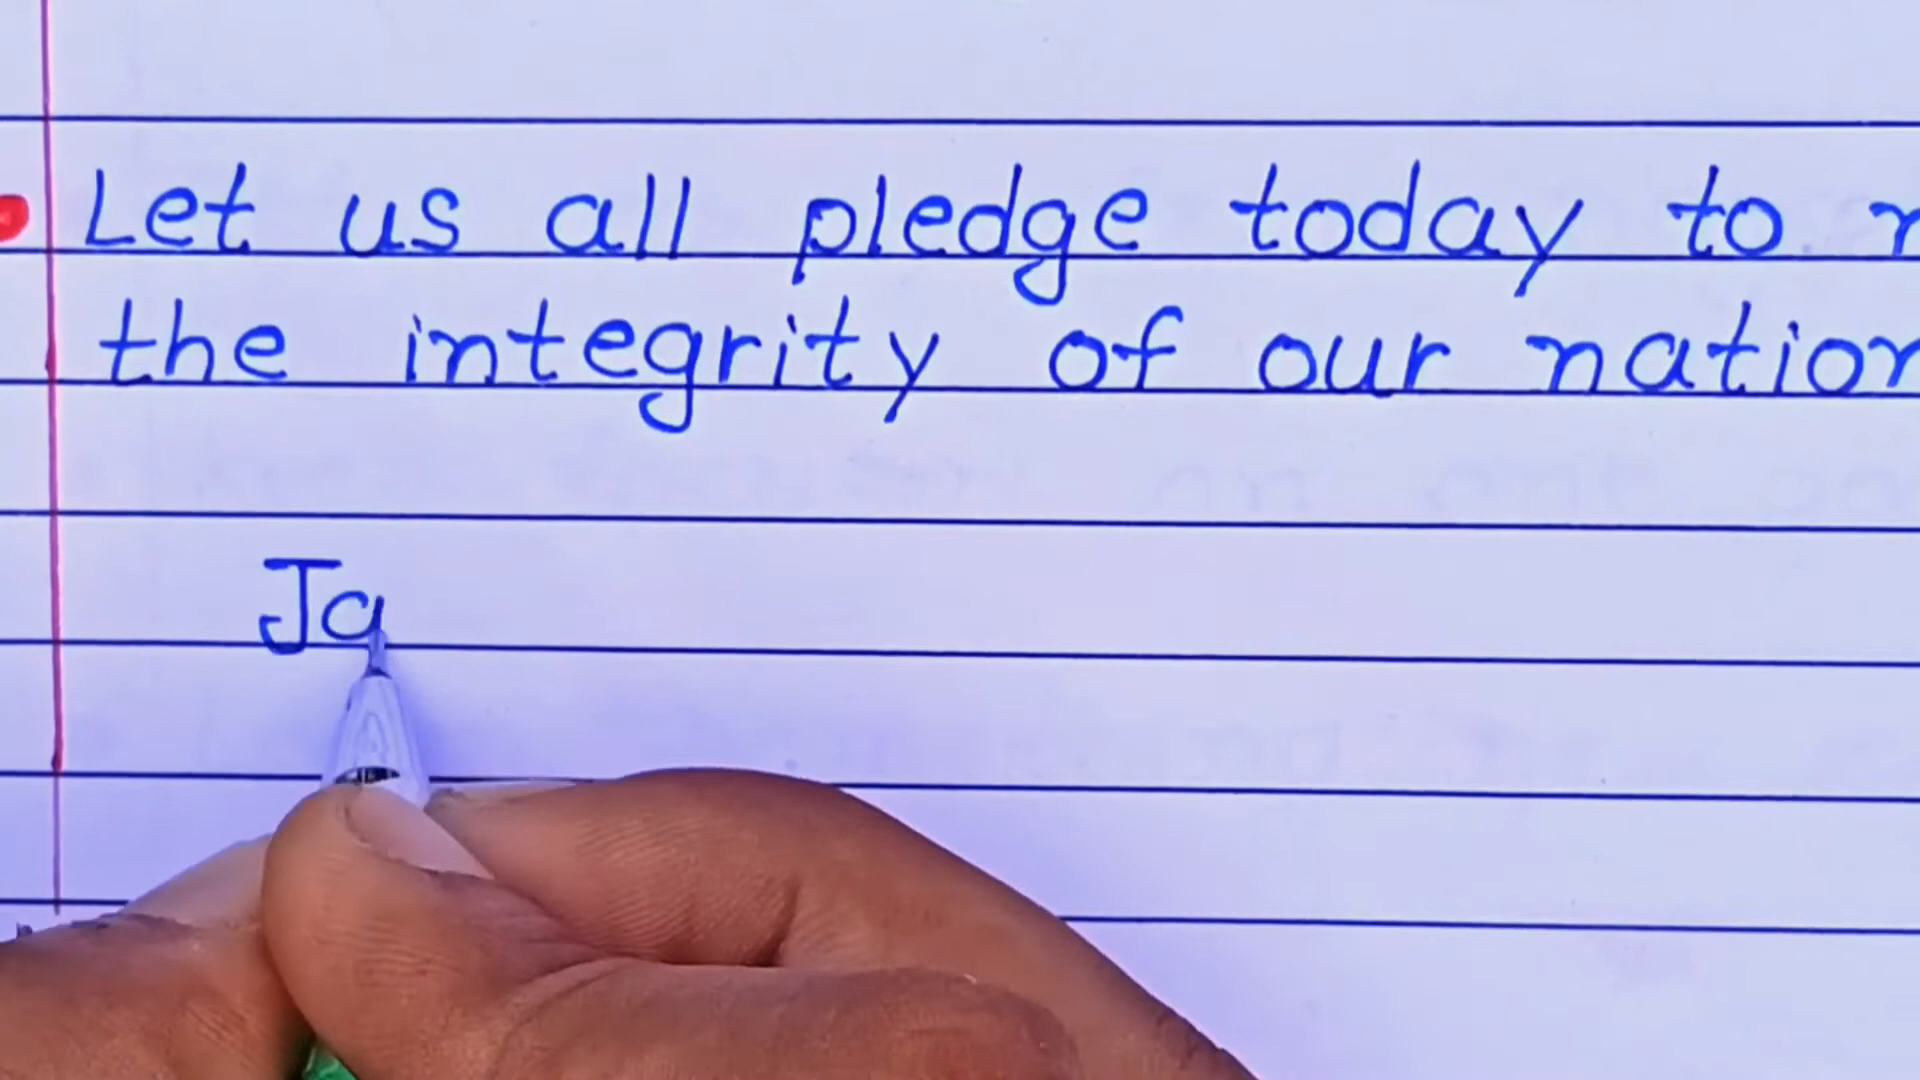 Let us all pledge today to
the integrity of our nation
Ja